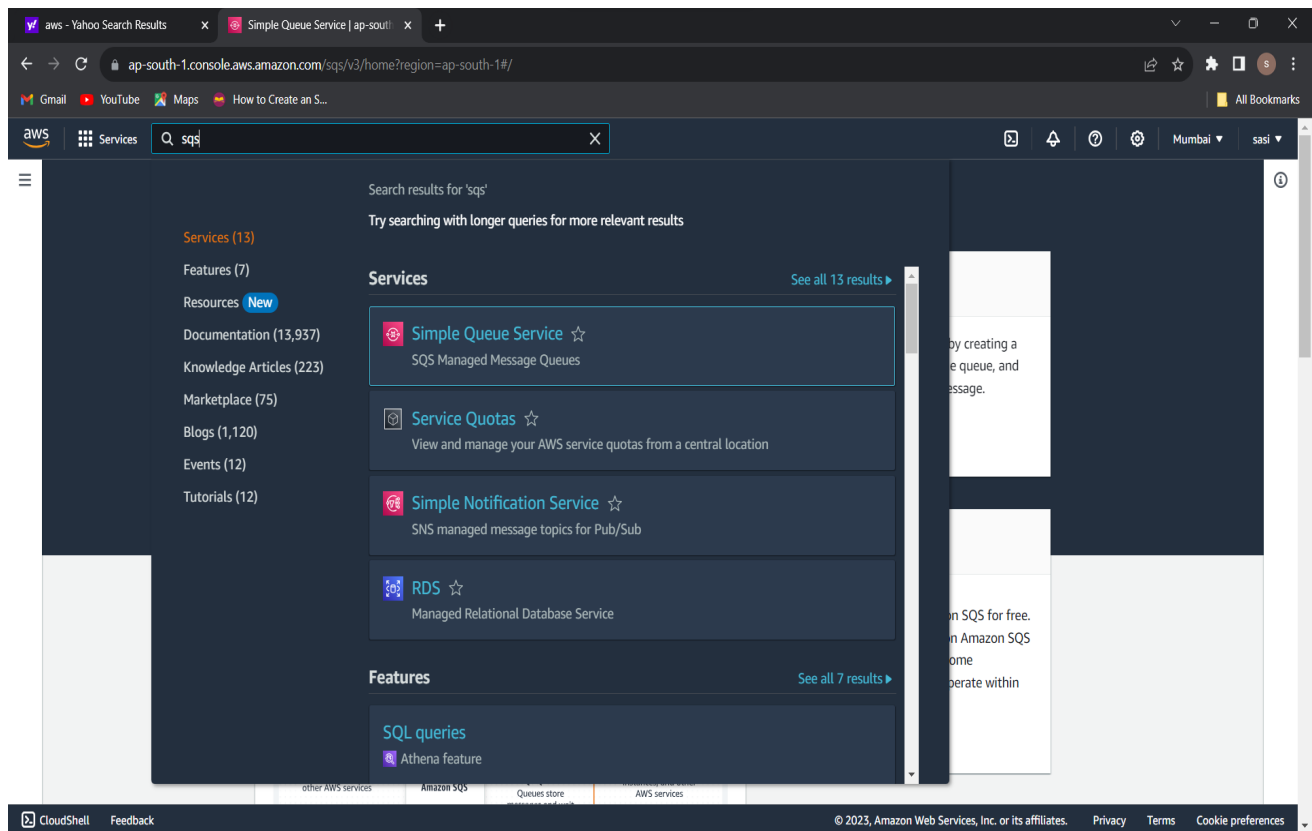 aws - Yahoo Search Results
Simple Queue Service | ap-south
ap-south-1.console.aws.amazon.com/sqs/v3/home?region=ap-south-1#/
S
Gmail YouTube Maps How to Create an S... All Bookmarks
aws Services sqs Mumbai sasi
Search results for 'sqs'
Try searching with longer queries for more relevant results
Services (13)
Features (7)
Resources New
Documentation (13,937)
Knowledge Articles (223)
Marketplace (75)
Blogs (1,120)
Events (12)
Tutorials (12)
Services See all 13 results
Simple Queue Service
SQS Managed Message Queues
Service Quotas
View and manage your AWS service quotas from a central location
Simple Notification Service
SNS managed message topics for Pub/Sub
RDS
Managed Relational Database Service
Features See all 7 results
SQL queries
Athena feature
by creating a
e queue, and
essage.
on SQS for free.
on Amazon SQS
ome
perate within
other AWS services
Amazon SQS
Queues store
AWS services
CloudShell Feedback © 2023, Amazon Web Services, Inc. or its affiliates. Privacy Terms Cookie preferences